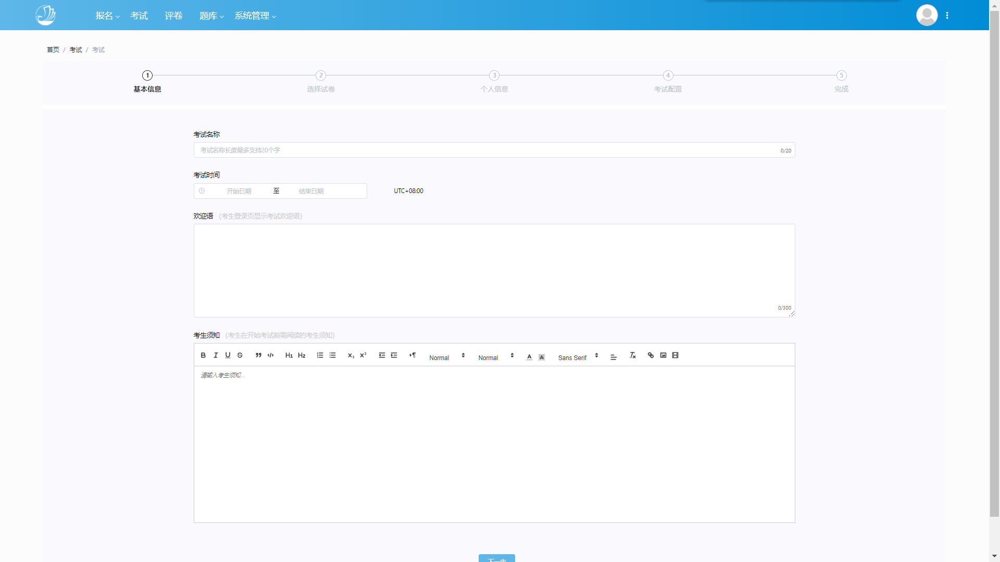 报名 考试 评卷 题库 系统管理
首页 / 考试 / 考试
1 2 3 4 5
基本信息 选择试卷 个人信息 考试配置 完成
考试名称
考试名称长度最多支持20个字 0/20
考试时间
开始日期 至 结束日期 UTC+08:00
欢迎语 (考生登录页显示考试欢迎语)
0/300
考生须知 (考生在开始考试前需阅读的考生须知)
B I U S H1 H2 Normal Normal A A Sans Serif
请输入考生须知...
下一步